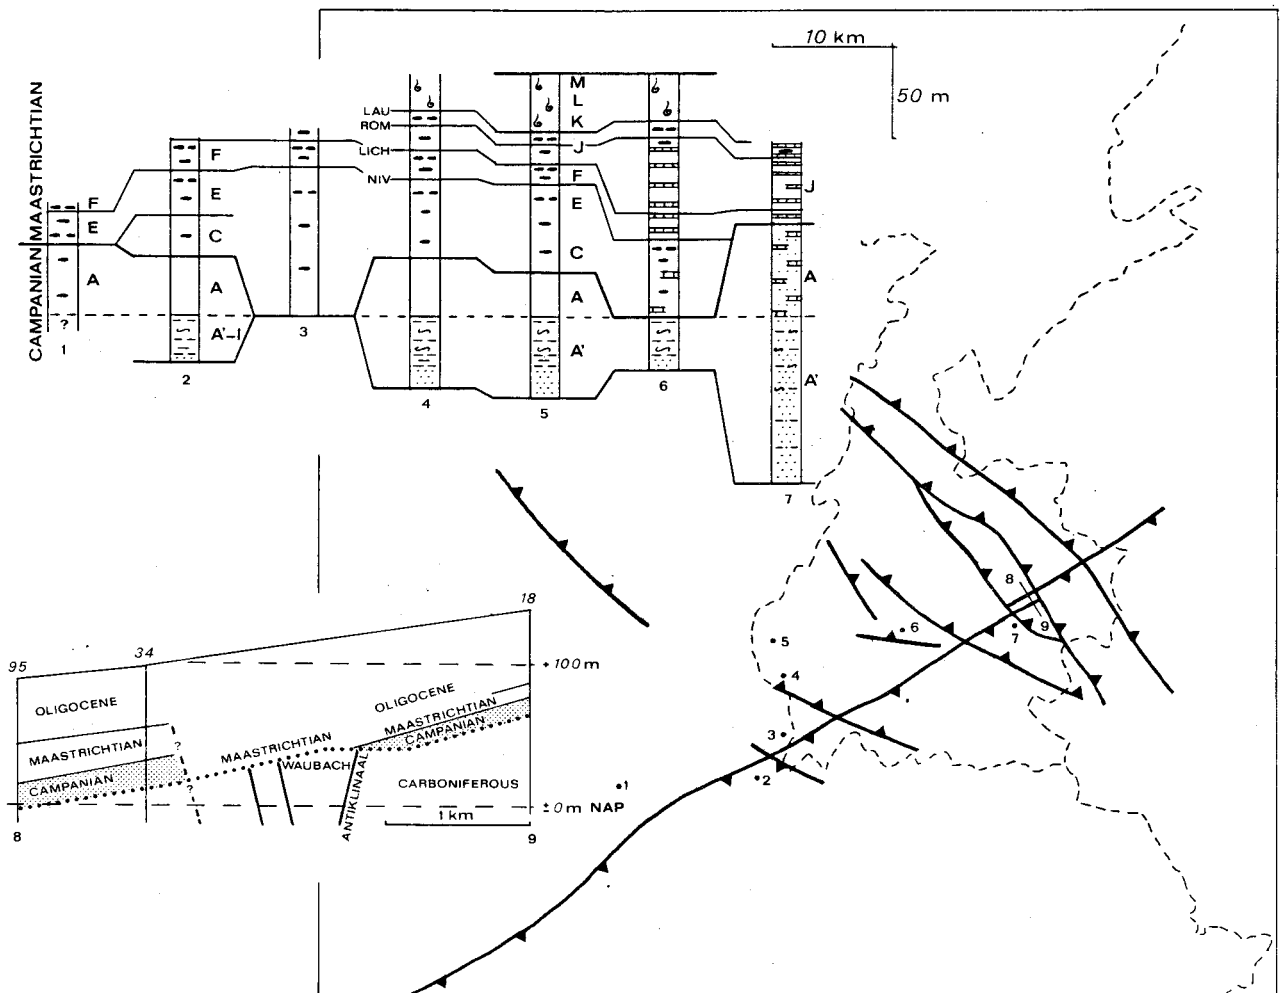 10 km
50 m
CAMPANIAN MAASTRICHTIAN
LAU
ROM
LICH
NIV
F
E
A
?
1
F
E
C
A
A'-I
2
3
4
M
L
K
J
F
E
C
A
A'
5
6
J
A
A'
7
8
9
7
6
5
4
3
2
1
18
34
95
+100 m
OLIGOCENE
OLIGOCENE
MAASTRICHTIAN
MAASTRICHTIAN
MAASTRICHTIAN
CAMPANIAN
CAMPANIAN
?
?
WAUBACH
ANTIKLINAAL
CARBONIFEROUS
±0 m NAP
1 km
8
9